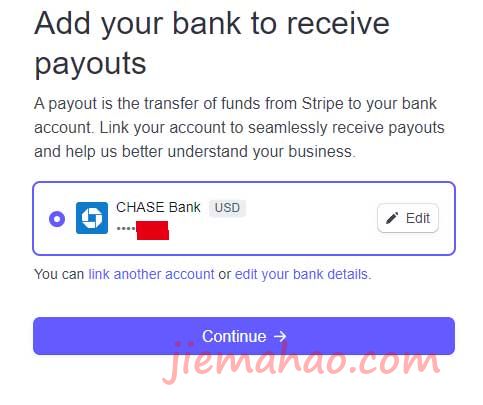 Add your bank to receive
payouts
A payout is the transfer of funds from Stripe to your bank
account. Link your account to seamlessly receive payouts
and help us better understand your business.
CHASE Bank USD
•••• 
Edit
You can link another account or edit your bank details.
Continue →
jiemahao.com